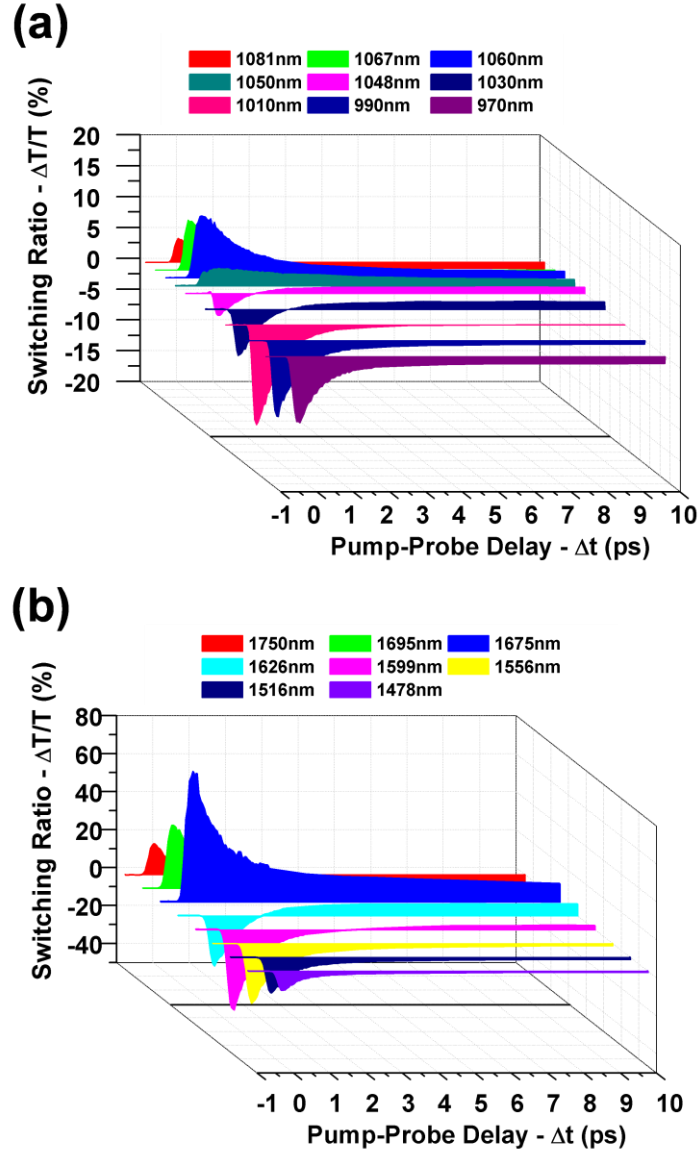 (a)
1081nm 1067nm 1060nm
1050nm 1048nm 1030nm
1010nm 990nm 970nm
Switching Ratio - ΔT/T (%)
20
15
10
5
0
-5
-10
-15
-20
-1 0 1 2 3 4 5 6 7 8 9 10
Pump-Probe Delay - Δt (ps)
(b)
1750nm 1695nm 1675nm
1626nm 1599nm 1556nm
1516nm 1478nm
Switching Ratio - ΔT/T (%)
80
60
40
20
0
-20
-40
-1 0 1 2 3 4 5 6 7 8 9 10
Pump-Probe Delay - Δt (ps)